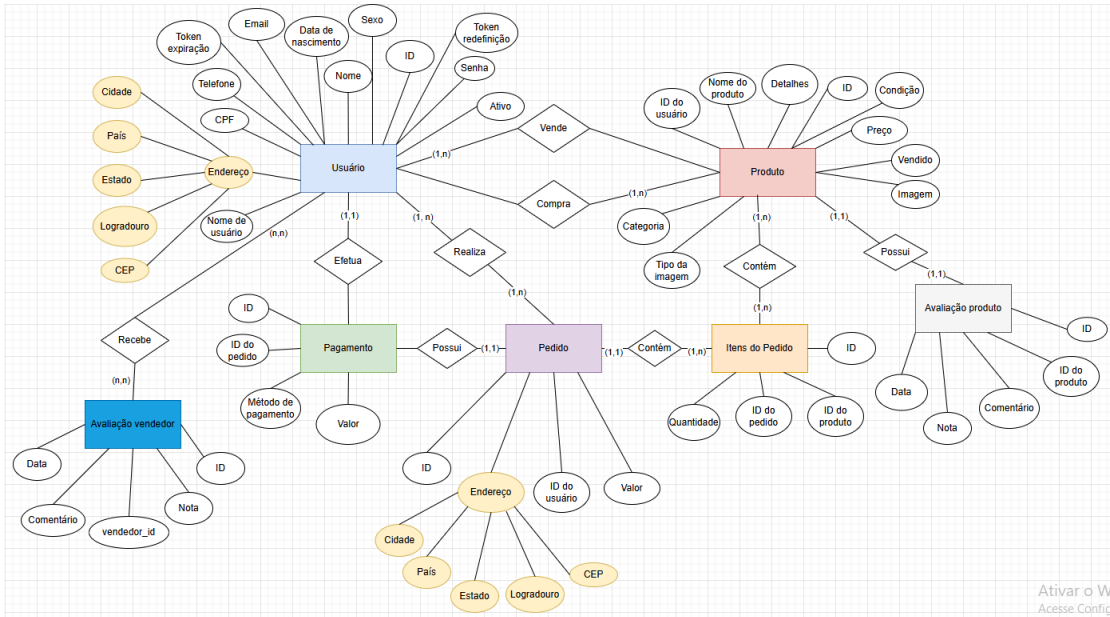 Sexo
Email
Token
expiração
Data de
nascimento
Token
redefinição
ID
Senha
Nome
Telefone
Cidade
CPF
Ativo
País
Endereço
Estado
Logradouro
CEP
Nome de
usuário
Usuário
(1,n)
Vende
Compra
(1,n)
Nome do
produto
Detalhes
ID
Condição
ID do
usuário
Preço
Vendido
Imagem
Produto
Categoria
Tipo da
imagem
(n,n)
(1,1)
(1, n)
(1,n)
(1,1)
Efetua
Realiza
Contém
Possui
(1,n)
(1,n)
(1,1)
Recebe
(n,n)
ID
ID do
pedido
Método de
pagamento
Valor
Pagamento
Possui
(1,1)
Pedido
(1,1)
Contém
(1,n)
Itens do Pedido
ID
Quantidade
ID do
pedido
ID do
produto
Avaliação produto
ID
ID do
produto
Comentário
Nota
Data
Avaliação vendedor
Data
Comentário
vendedor_id
Nota
ID
ID
Endereço
ID do
usuário
Valor
Cidade
País
Estado
Logradouro
CEP
Ativar o W
Acesse Config